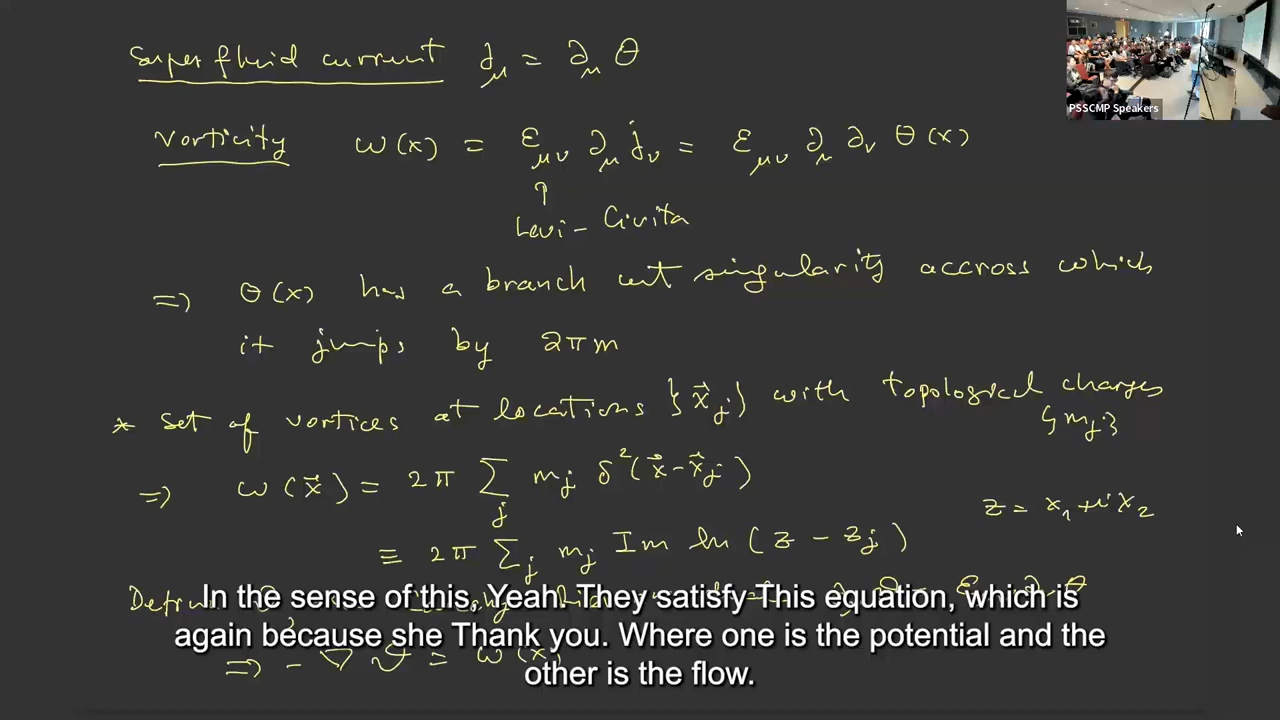 Superfluid current j_μ = ∂_μ θ
PSSCMP Speakers
Vorticity ω(x) = ε_μν ∂_μ j_ν = ε_μν ∂_μ ∂_ν θ(x)
↑
Levi-Civita
⇒ θ(x) has a branch cut singularity accross which
it jumps by 2πm
* Set of vortices at locations {x⃗_j} with topological charges
{m_j}
⇒ ω(x⃗) = 2π Σ_j m_j δ²(x⃗-x⃗_j)
z = x_1 + i x_2
≡ 2π Σ_j m_j Im ln (z - z_j)
In the sense of this, Yeah. They satisfy This equation, which is
again because she Thank you. Where one is the potential and the
⇒ - ∇ ϑ = ω(x)
other is the flow.